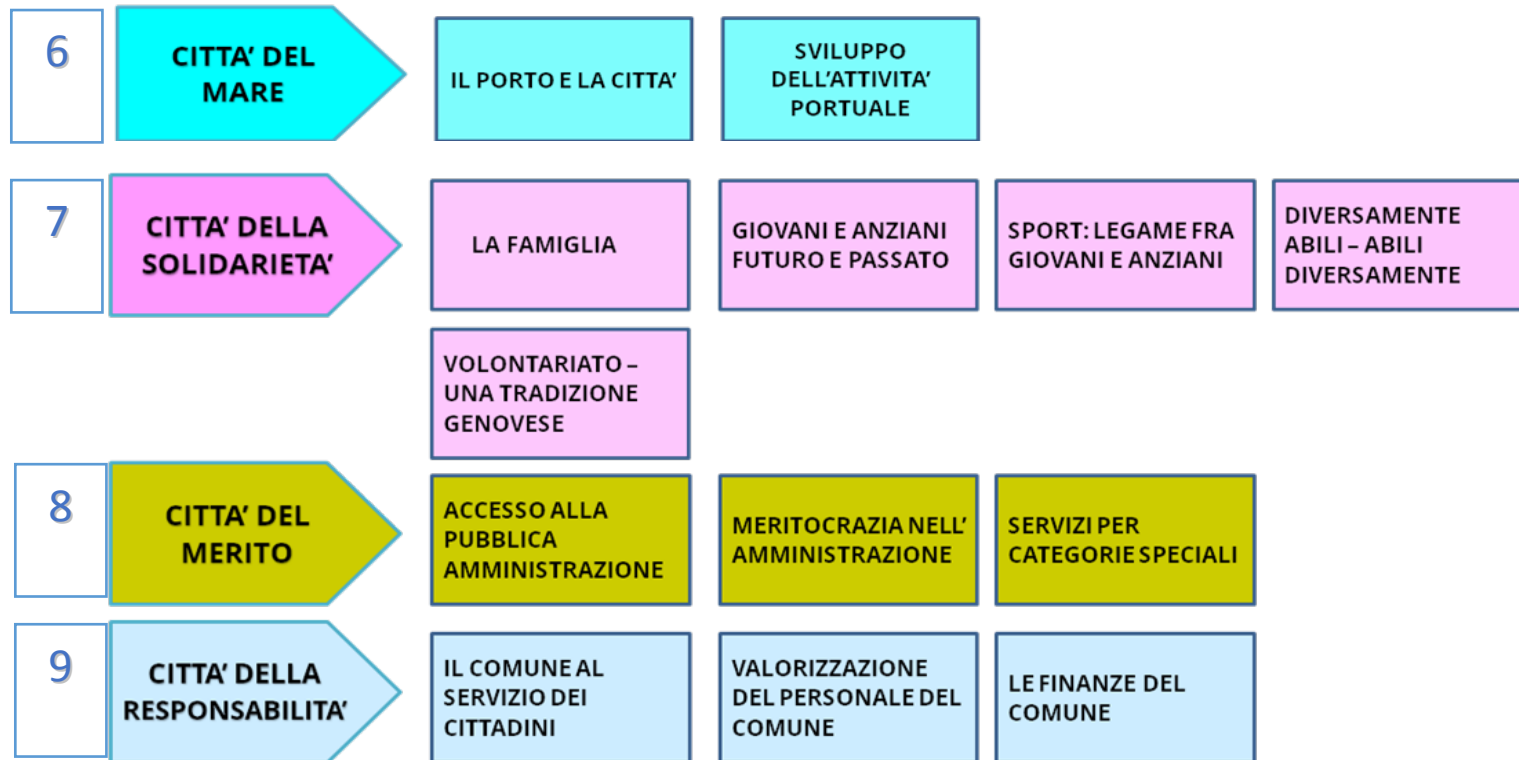 6
CITTA’ DEL
MARE
IL PORTO E LA CITTA’
SVILUPPO
DELL’ATTIVITA’
PORTUALE
7
CITTA’ DELLA
SOLIDARIETA’
LA FAMIGLIA
GIOVANI E ANZIANI
FUTURO E PASSATO
SPORT: LEGAME FRA
GIOVANI E ANZIANI
DIVERSAMENTE
ABILI – ABILI
DIVERSAMENTE
VOLONTARIATO –
UNA TRADIZIONE
GENOVESE
8
CITTA’ DEL
MERITO
ACCESSO ALLA
PUBBLICA
AMMINISTRAZIONE
MERITOCRAZIA NELL’
AMMINISTRAZIONE
SERVIZI PER
CATEGORIE SPECIALI
9
CITTA’ DELLA
RESPONSABILITA’
IL COMUNE AL
SERVIZIO DEI
CITTADINI
VALORIZZAZIONE
DEL PERSONALE DEL
COMUNE
LE FINANZE DEL
COMUNE